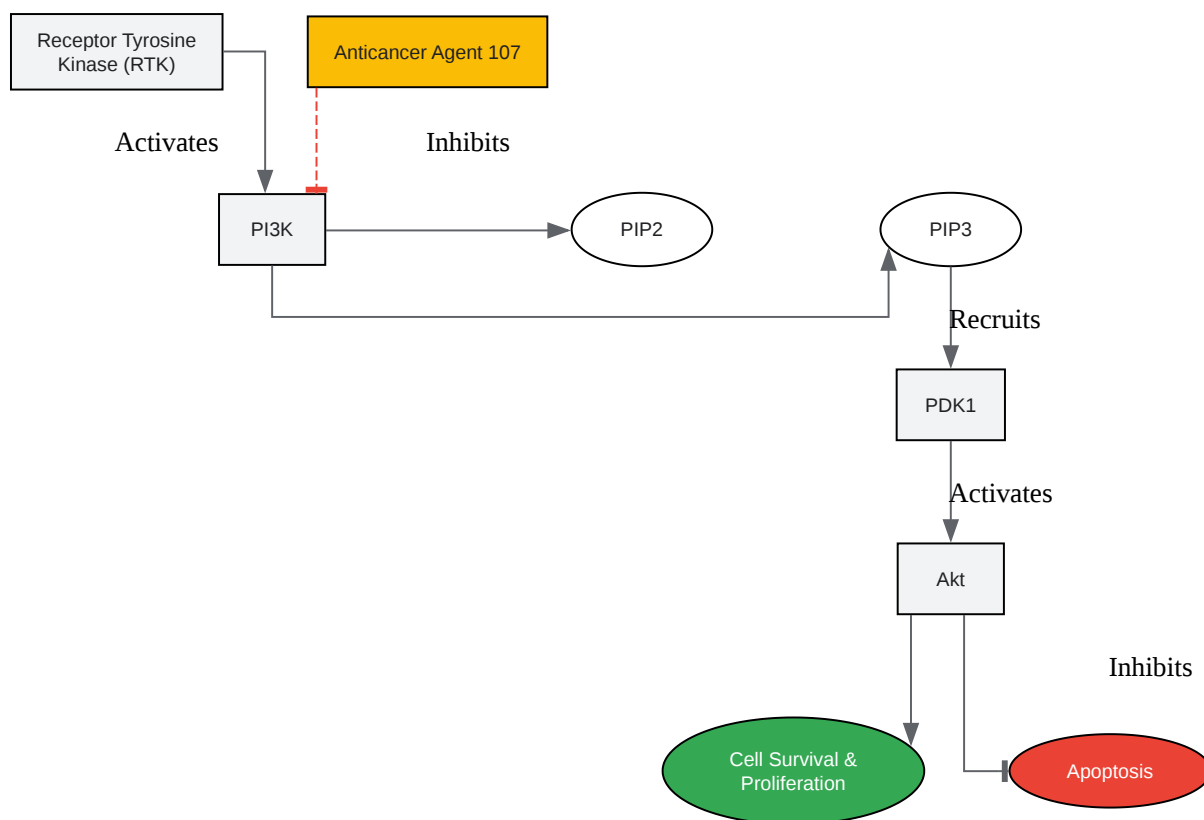 Receptor Tyrosine
Kinase (RTK)
Anticancer Agent 107
Activates
Inhibits
PI3K
PIP2
PIP3
Recruits
PDK1
Activates
Akt
Inhibits
Cell Survival &
Proliferation
Apoptosis